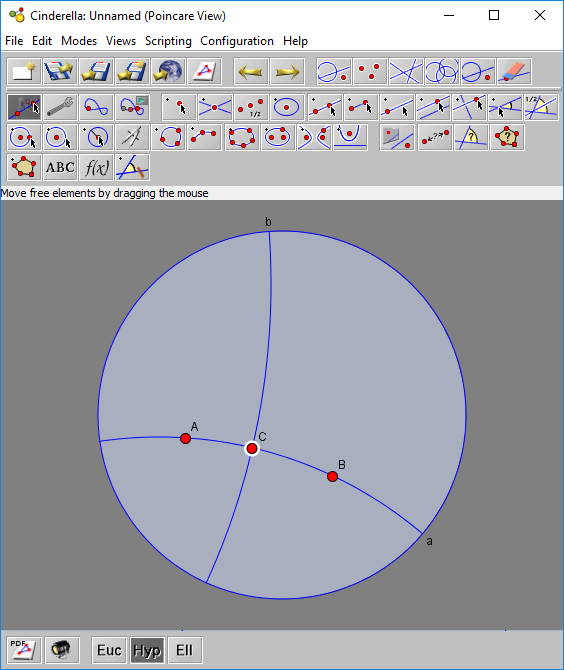 Cinderella: Unnamed (Poincare View)
File Edit Modes Views Scripting Configuration Help
1/2
1/2
ABC f(x)
Move free elements by dragging the mouse
b
A
C
B
a
PDF
Euc Hyp Ell